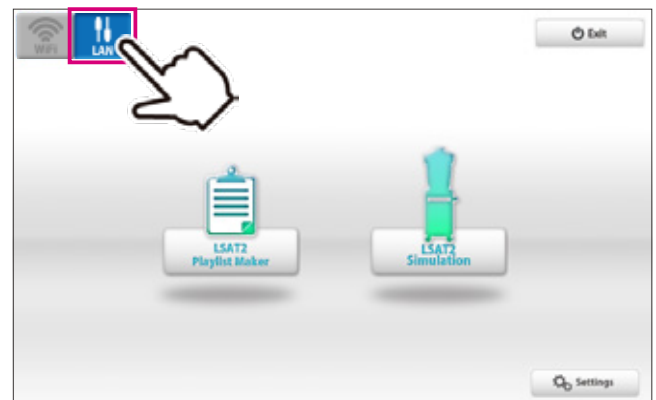 WiFi
LAN
Exit
LSAT2
Playlist Maker
LSAT2
Simulation
Settings